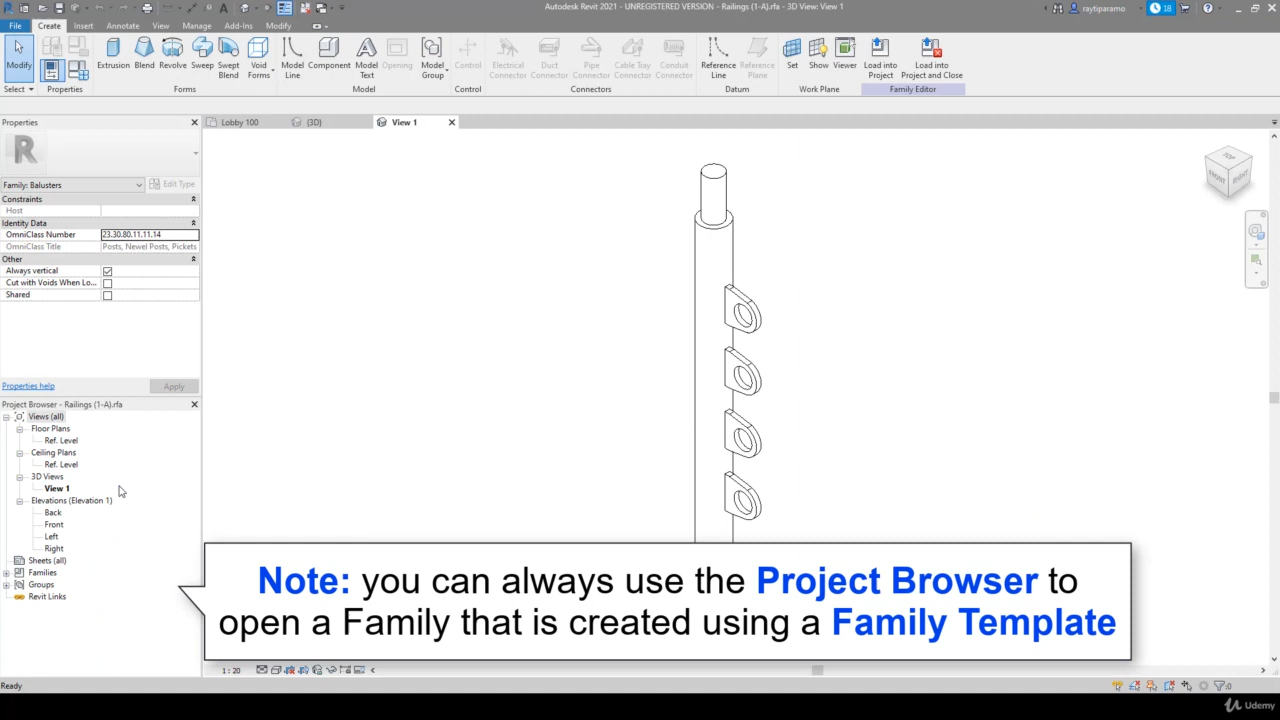 Autodesk Revit 2021 - UNREGISTERED VERSION - Railings (1-A).rfa - 3D View: View 1
raytiparamo
18
File Create Insert Annotate View Manage Add-Ins Modify
Modify Extrusion Blend Revolve Sweep Swept Blend Void Forms Model Line Component Model Text Opening Model Group Control Electrical Connector Duct Connector Pipe Connector Cable Tray Connector Conduit Connector Reference Line Reference Plane Set Show Viewer Load into Project Load into Project and Close
Select Properties Forms Model Control Connectors Datum Work Plane Family Editor
Properties
Lobby 100 {3D} View 1
R
TOP
FRONT RIGHT
Family: Balusters Edit Type
Constraints
Host
Identity Data
OmniClass Number 23.30.80.11.11.14
OmniClass Title Posts, Newel Posts, Pickets
Other
Always vertical
Cut with Voids When Lo...
Shared
Properties help Apply
Project Browser - Railings (1-A).rfa
Views (all)
Floor Plans
Ref. Level
Ceiling Plans
Ref. Level
3D Views
View 1
Elevations (Elevation 1)
Back
Front
Left
Right
Sheets (all)
Families
Groups
Revit Links
Note: you can always use the Project Browser to
open a Family that is created using a Family Template
1 : 20
Ready
:0
Udemy